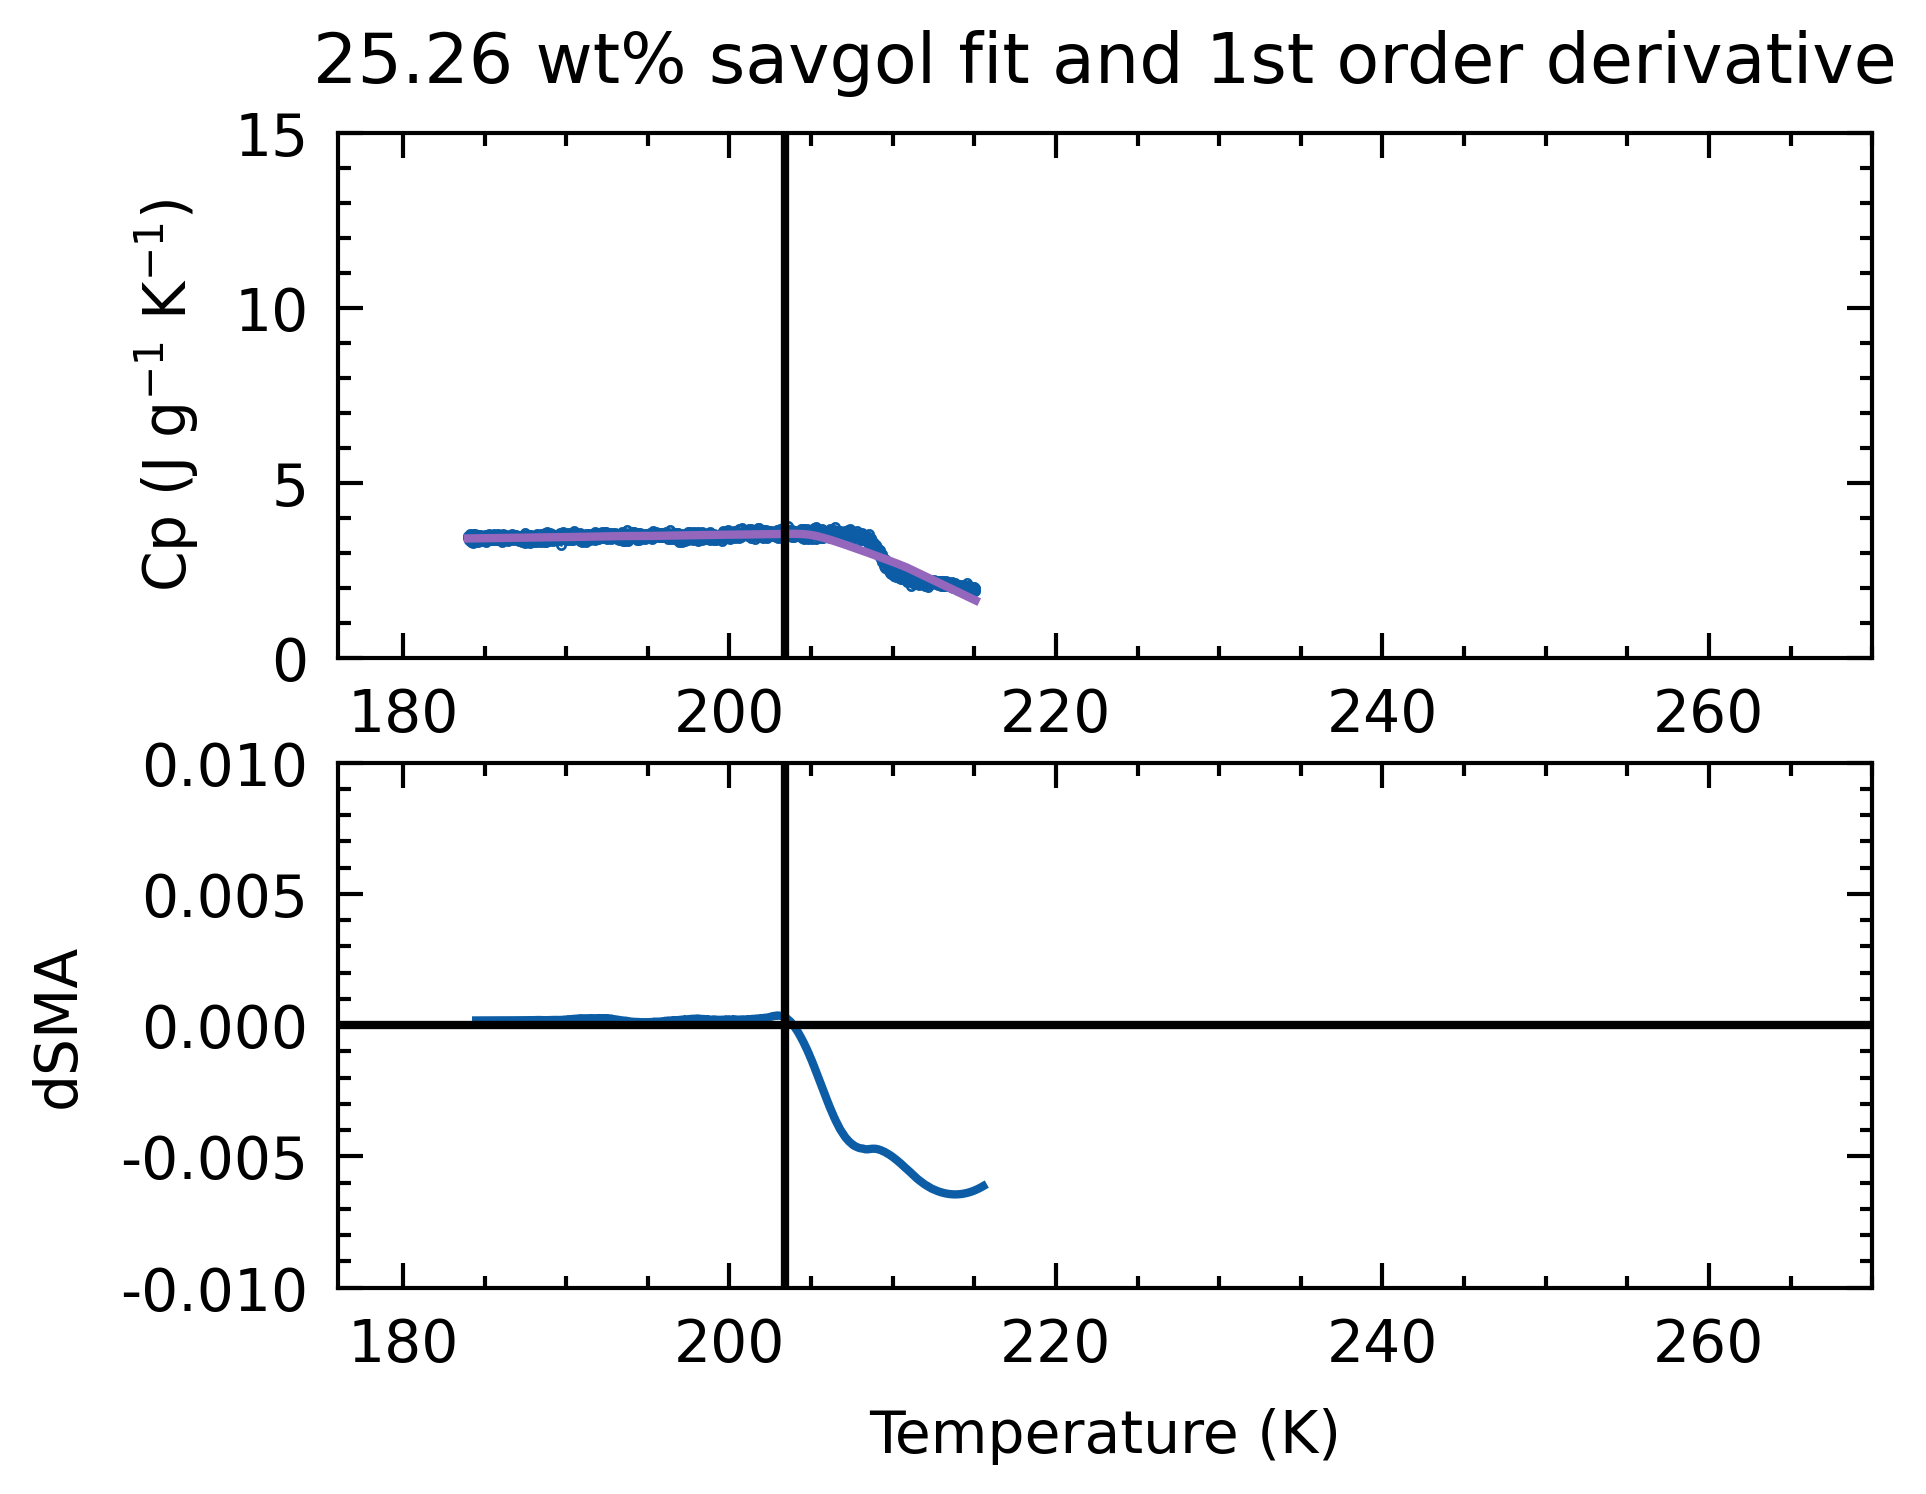 25.26 wt% savgol fit and 1st order derivative
15
10
5
0
Cp (J g⁻¹ K⁻¹)
180 200 220 240 260
0.010
0.005
0.000
-0.005
-0.010
dSMA
180 200 220 240 260
Temperature (K)